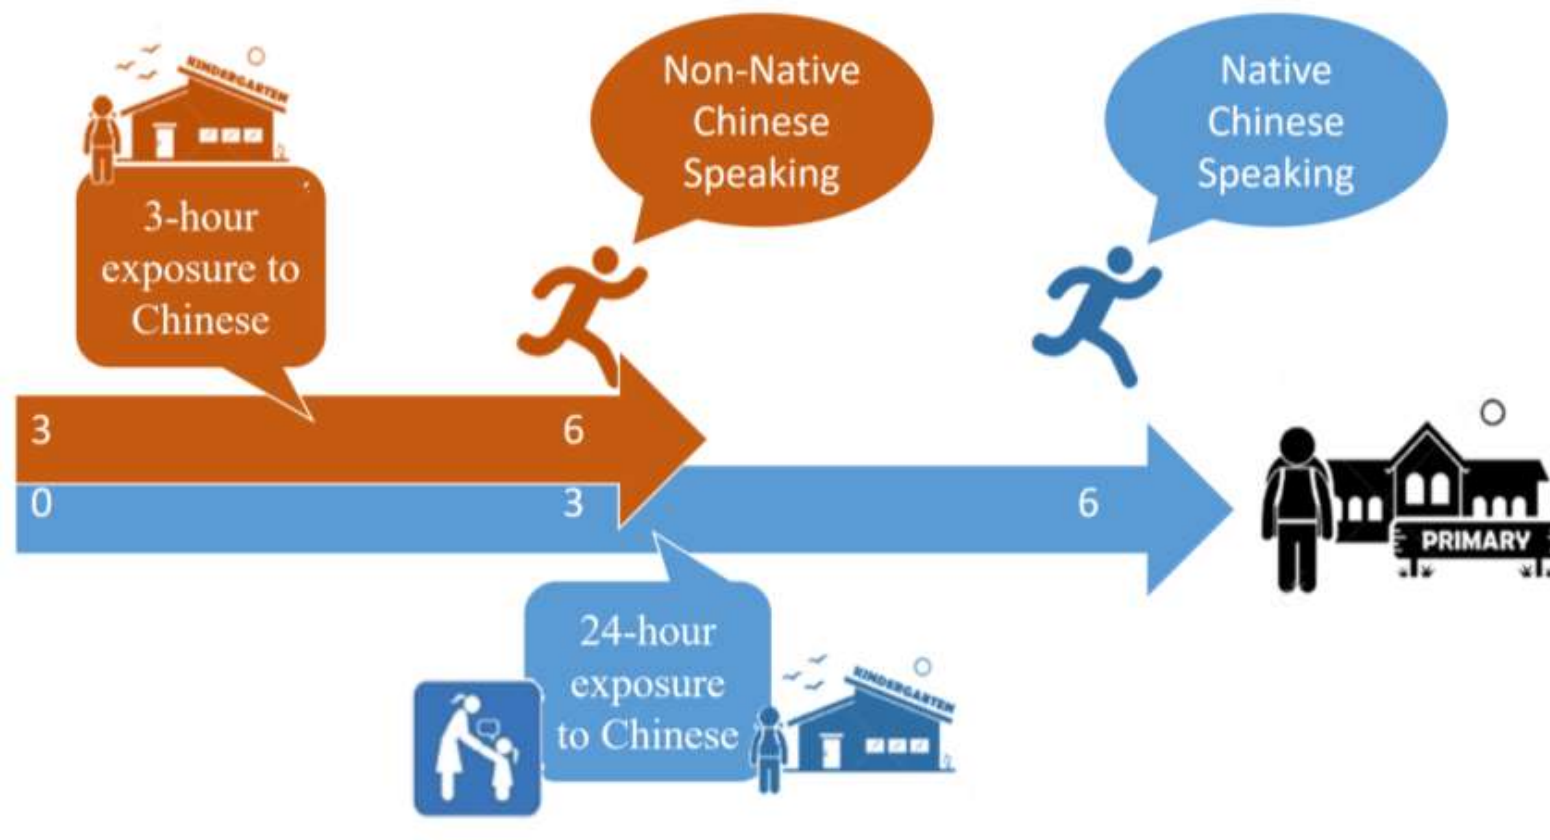 KINDERGARTEN
3-hour
exposure to
Chinese
Non-Native
Chinese
Speaking
Native
Chinese
Speaking
3
6
0
3
6
PRIMARY
24-hour
exposure
to Chinese
KINDERGARTEN